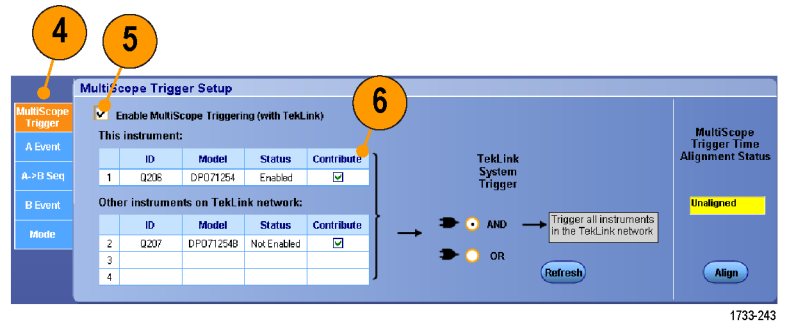 4
5
6
MultiScope Trigger Setup
MultiScope
Trigger
A Event
A->B Seq
B Event
Mode
Enable MultiScope Triggering (with TekLink)
This instrument:
ID Model Status Contribute
1 Q206 DPO71254 Enabled
Other instruments on TekLink network:
ID Model Status Contribute
2 Q207 DPO71254B Not Enabled
3
4
TekLink
System
Trigger
AND
OR
Trigger all instruments
in the TekLink network
Refresh
MultiScope
Trigger Time
Alignment Status
Unaligned
Align
1733-243